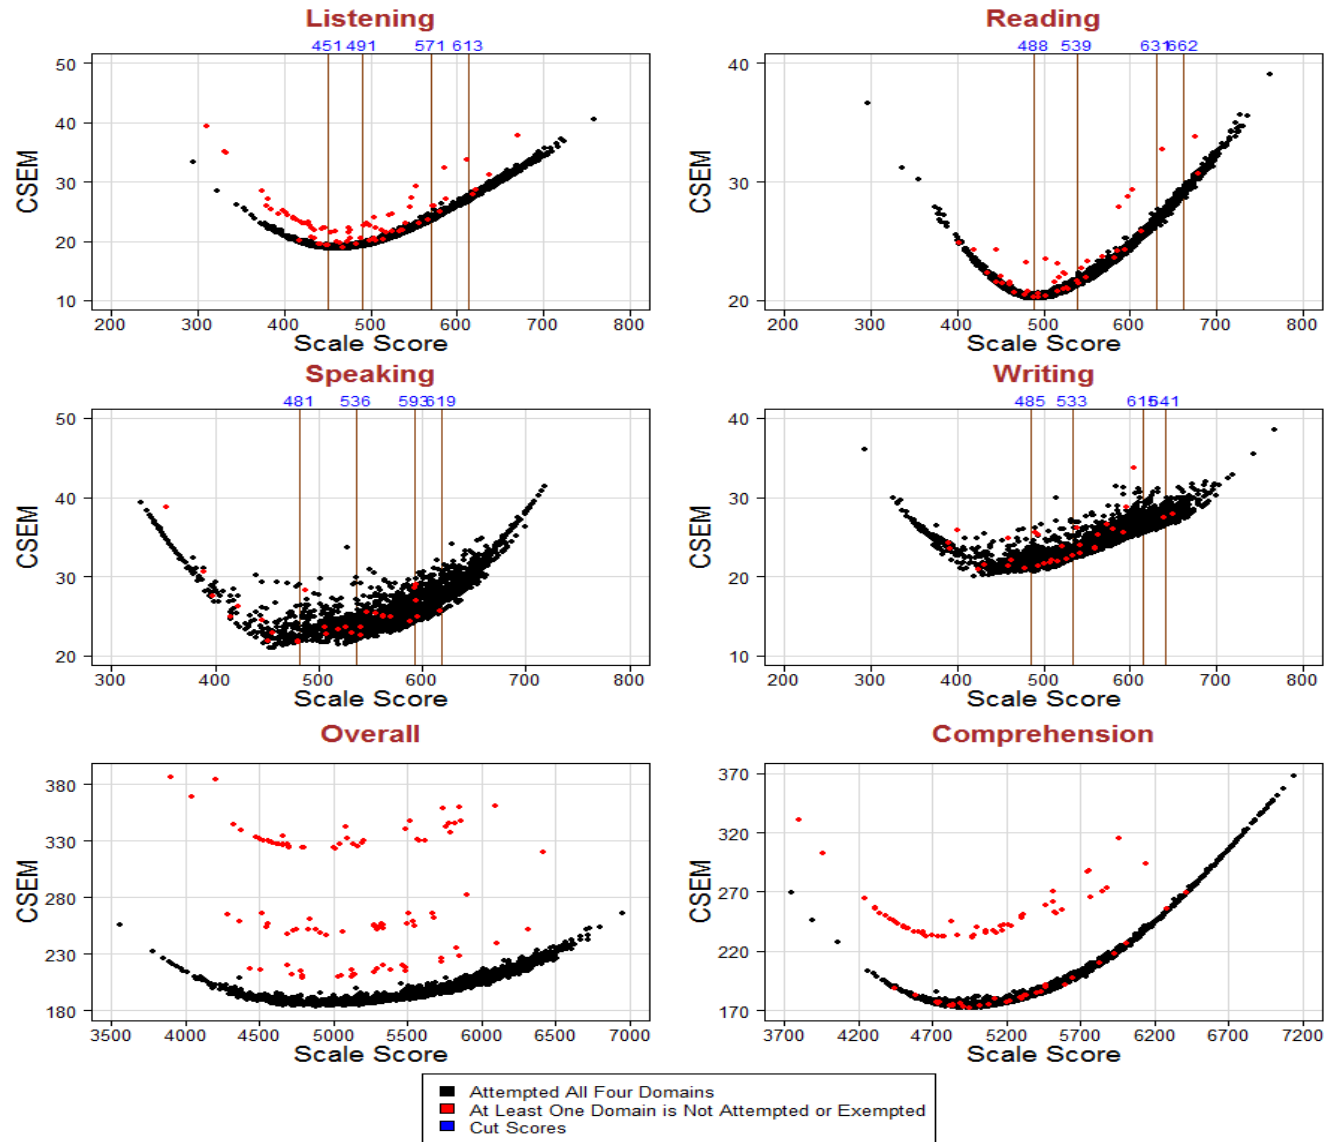 Listening
451 491 571 613
50
40
30
20
10
CSEM
200 300 400 500 600 700 800
Scale Score
Reading
488 539 631 662
40
30
20
CSEM
200 300 400 500 600 700 800
Scale Score
Speaking
481 536 593 619
50
40
30
20
CSEM
300 400 500 600 700 800
Scale Score
Writing
485 533 615 641
40
30
20
10
CSEM
200 300 400 500 600 700 800
Scale Score
Overall
380
330
280
230
180
CSEM
3500 4000 4500 5000 5500 6000 6500 7000
Scale Score
Comprehension
370
320
270
220
170
CSEM
3700 4200 4700 5200 5700 6200 6700 7200
Scale Score
Attempted All Four Domains
At Least One Domain is Not Attempted or Exempted
Cut Scores